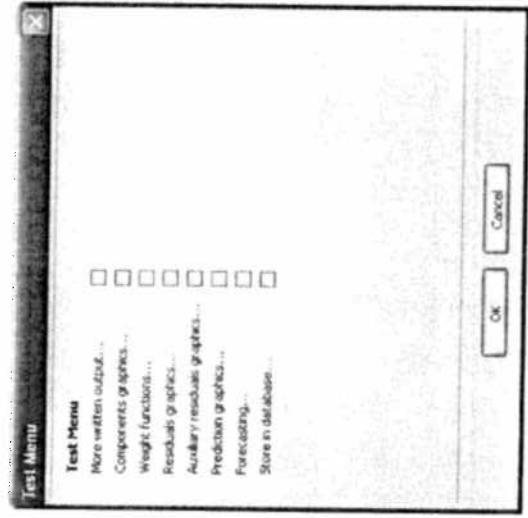 Test Menu
Test Menu
More written output...
Components graphics...
Weight functions...
Residuals graphics...
Auxiliary residuals graphics...
Prediction graphics...
Forecasting...
Store in database...
OK
Cancel